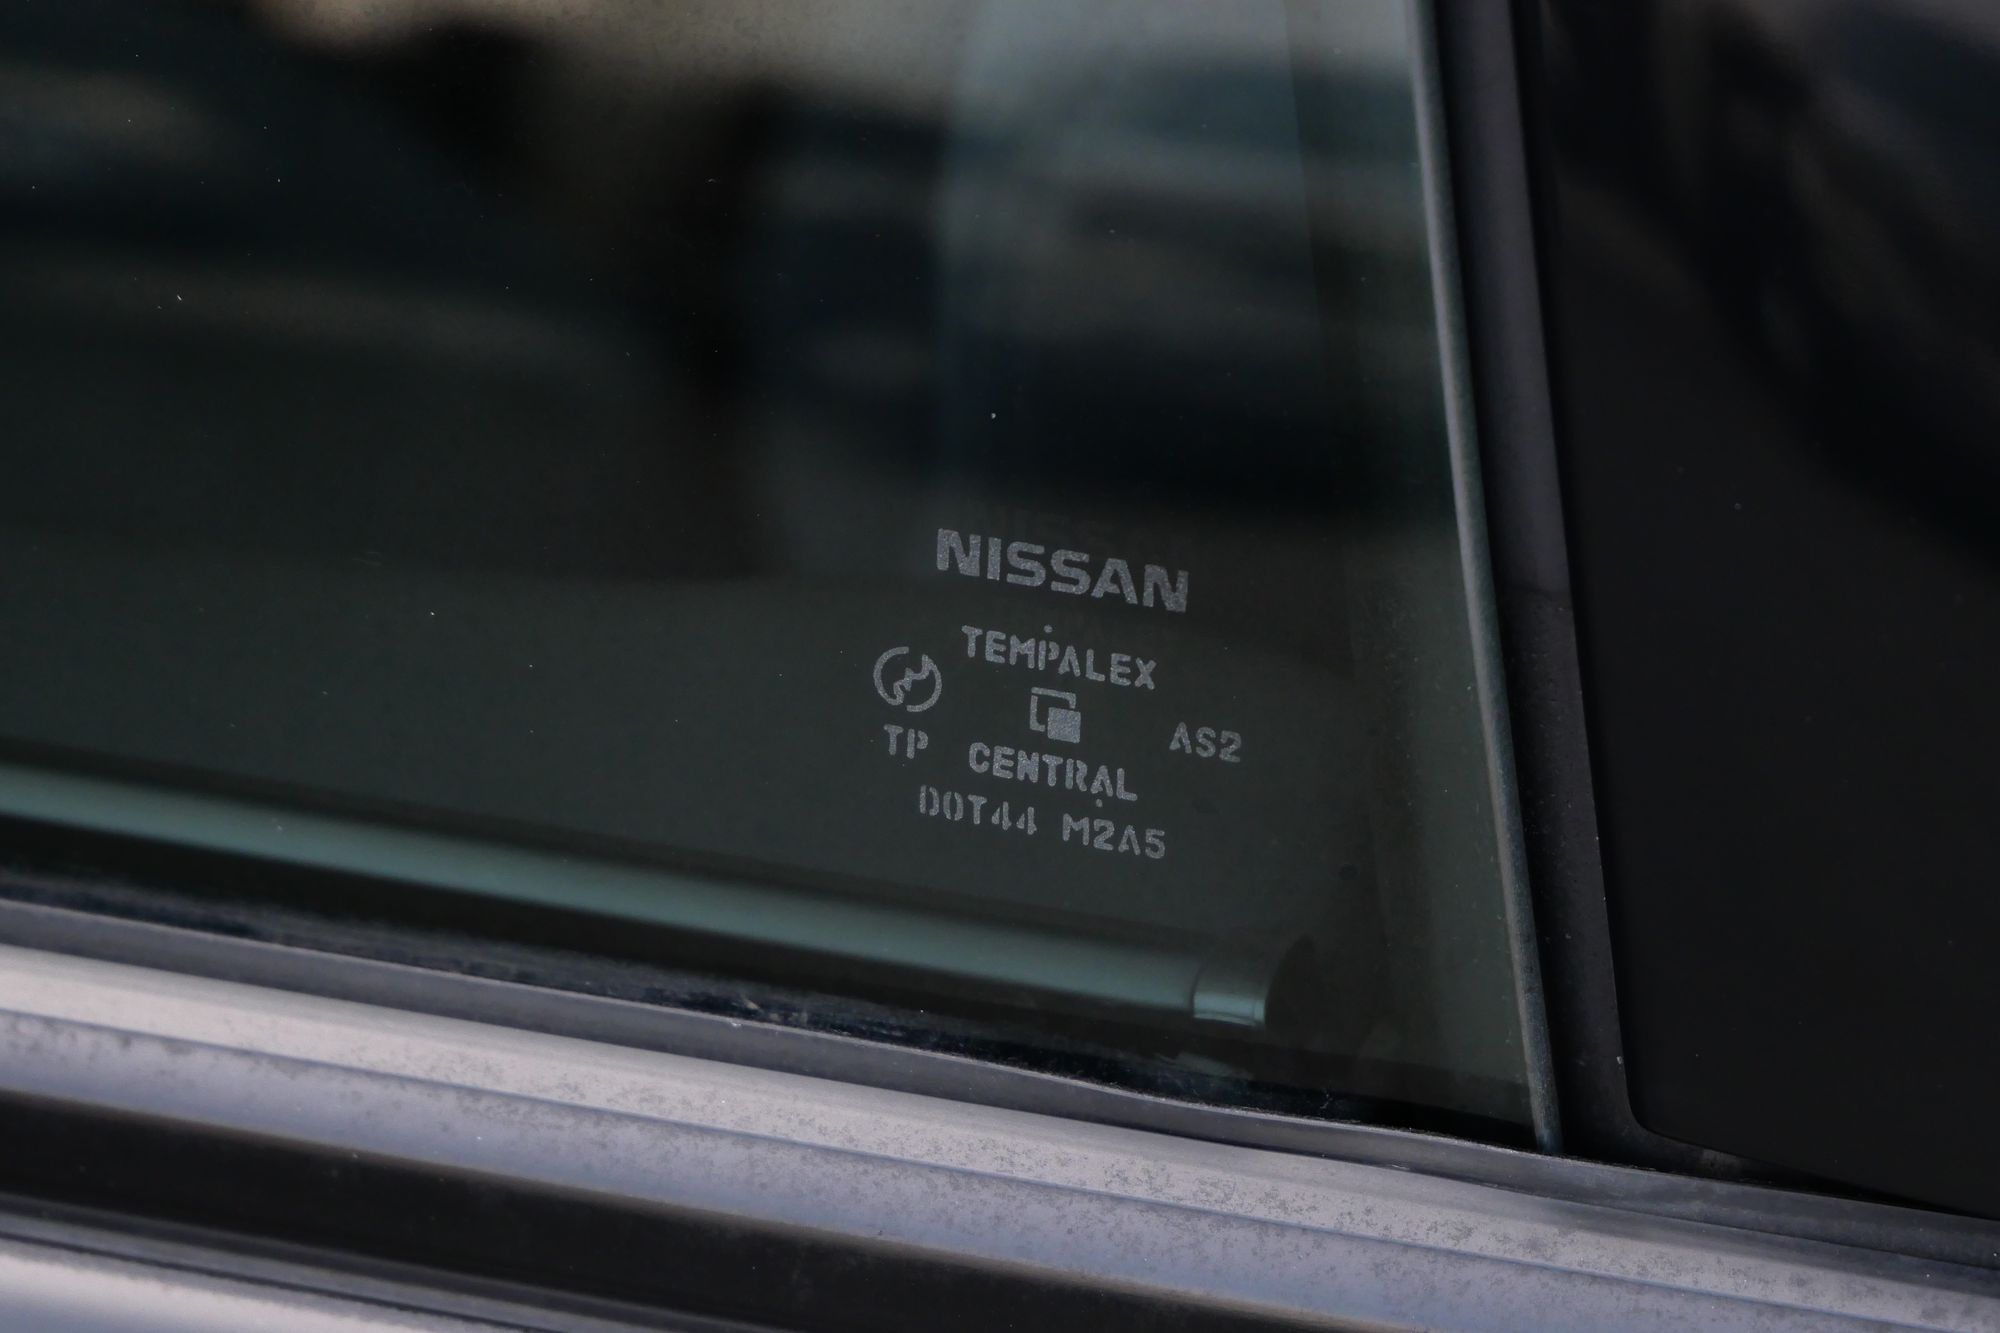 NISSAN
TEMPALEX
AS2
TP CENTRAL
DOT44 M2A5